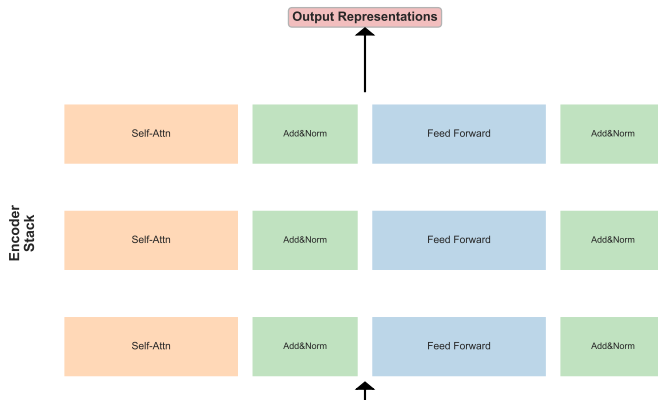 Output Representations
Self-Attn Add&Norm Feed Forward Add&Norm
Encoder
Stack
Self-Attn Add&Norm Feed Forward Add&Norm
Self-Attn Add&Norm Feed Forward Add&Norm